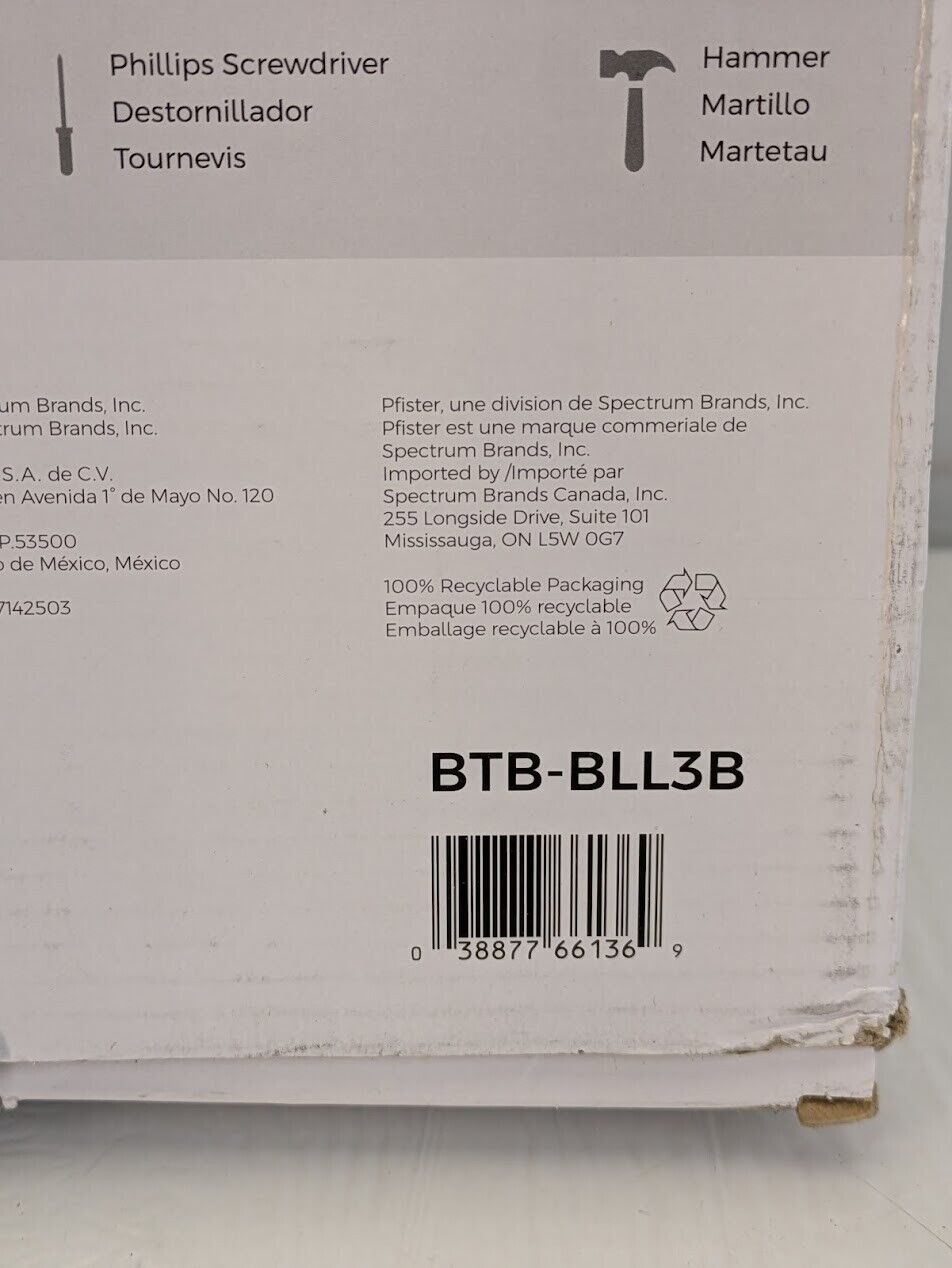 Phillips Screwdriver
Destornillador
Tournevis
Hammer
Martillo
Martetau
um Brands, Inc.
trum Brands, Inc.
S.A. de C.V.
en Avenida 1° de Mayo No. 120
P.53500
o de México, México
7142503
Pfister, une division de Spectrum Brands, Inc.
Pfister est une marque commeriale de
Spectrum Brands, Inc.
Imported by /Importé par
Spectrum Brands Canada, Inc.
255 Longside Drive, Suite 101
Mississauga, ON L5W 0G7
100% Recyclable Packaging
Empaque 100% recyclable
Emballage recyclable à 100%
BTB-BLL3B
0 38877 66136 9